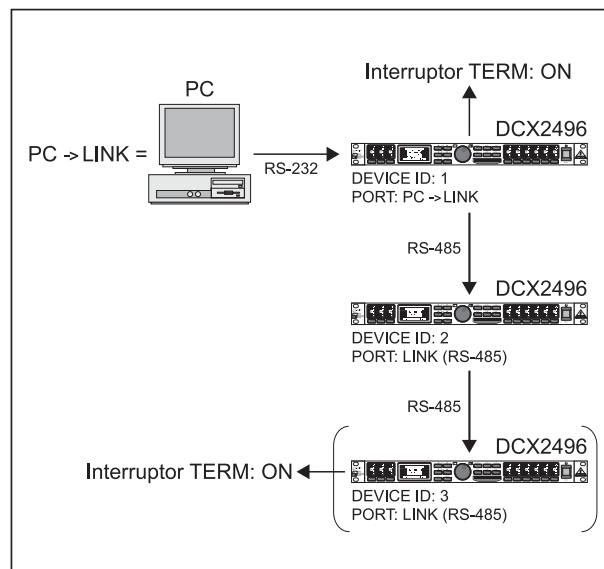 Interruptor TERM: ON
PC
DCX2496
PC -> LINK =
RS-232
DEVICE ID: 1
PORT: PC -> LINK
RS-485
DCX2496
DEVICE ID: 2
PORT: LINK (RS-485)
RS-485
DCX2496
Interruptor TERM: ON
DEVICE ID: 3
PORT: LINK (RS-485)